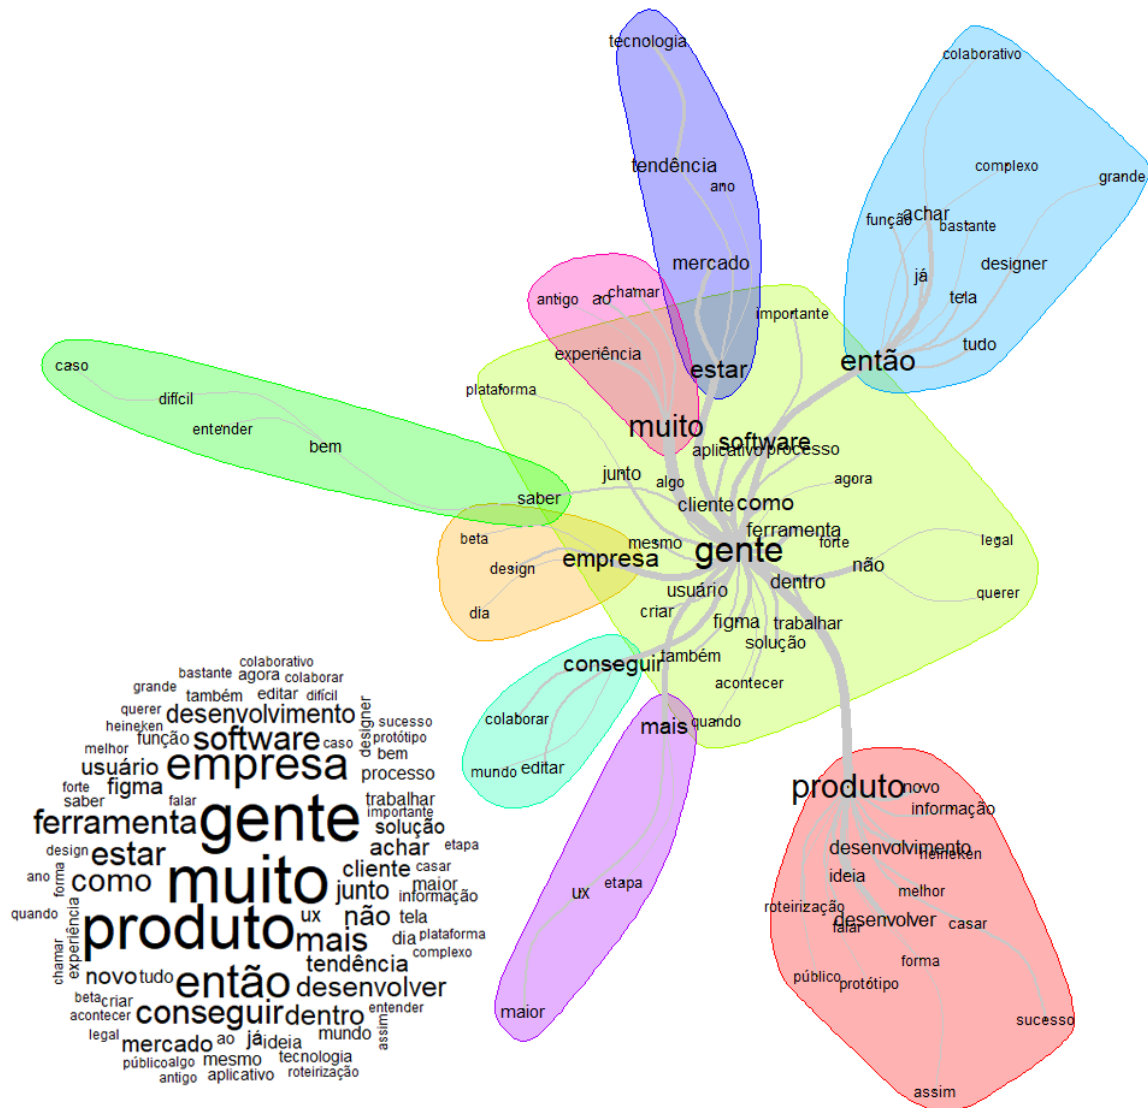 tecnologia
colaborativo
tendência
complexo
ano
grande
função
achar
bastante
mercado
já
designer
antigo
ao
chamar
tela
importante
experiência
tudo
caso
estar
então
plataforma
difícil
entender
muito
software
bem
aplicativo
processo
junto
algo
agora
saber
cliente
como
ferramenta
beta
mesmo
forte
legal
design
empresa
gente
não
dentro
usuário
querer
dia
criar
figma
trabalhar
solução
conseguir
também
acontecer
colaborar
mais
quando
mundo
editar
produto
novo
informação
desenvolvimento
heineken
ideia
ux
etapa
melhor
roteirização
desenvolver
falar
casar
forma
público
protótipo
maior
sucesso
assim
colaborativo
bastante
agora
colaborar
grande
também
editar
difícil
querer
desenvolvimento
designer
sucesso
heineken
função
software
caso
protótipo
melhor
bem
usuário
empresa
processo
forte
figma
saber
falar
gente
trabalhar
importante
ferramenta
solução
design
estar
achar
etapa
ano
forma
como
muito
cliente
casar
junto
maior
informação
quando
experiência
produto
ux
não
tela
mais
dia
plataforma
complexo
chamar
novo
tudo
tendência
então
desenvolver
beta
criar
acontecer
conseguir
dentro
entender
assim
legal
mercado
ao
já
ideia
mundo
público
algo
mesmo
tecnologia
antigo
aplicativo
roteirização